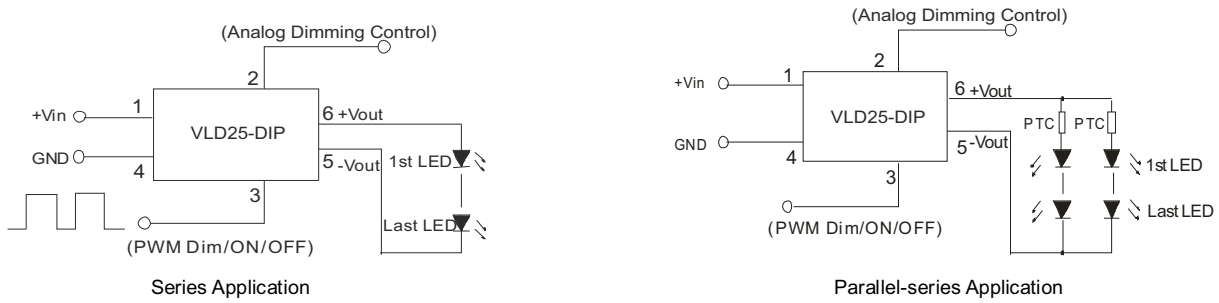 (Analog Dimming Control)
2
+Vin
1
VLD25-DIP
6 +Vout
GND
4
5 -Vout
1st LED
3
Last LED
(PWM Dim/ON/OFF)
Series Application
(Analog Dimming Control)
2
+Vin
1
VLD25-DIP
6 +Vout
PTC
PTC
GND
4
5 -Vout
1st LED
3
Last LED
(PWM Dim/ON/OFF)
Parallel-series Application